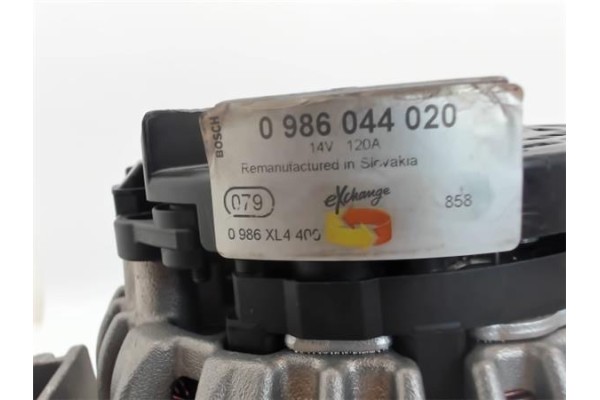 BOSCH
0 986 044 020
14V 120A
Remanufactured in Slovakia
079
eXchange
858
0 986 XL4 400